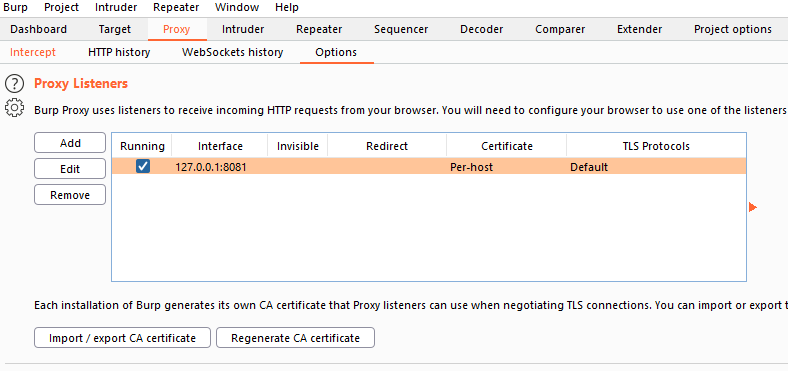 Burp Project Intruder Repeater Window Help
Dashboard Target Proxy Intruder Repeater Sequencer Decoder Comparer Extender Project options
Intercept HTTP history WebSockets history Options
? Proxy Listeners
Burp Proxy uses listeners to receive incoming HTTP requests from your browser. You will need to configure your browser to use one of the listeners
Add Running Interface Invisible Redirect Certificate TLS Protocols
Edit 127.0.0.1:8081 Per-host Default
Remove
Each installation of Burp generates its own CA certificate that Proxy listeners can use when negotiating TLS connections. You can import or export
Import / export CA certificate Regenerate CA certificate